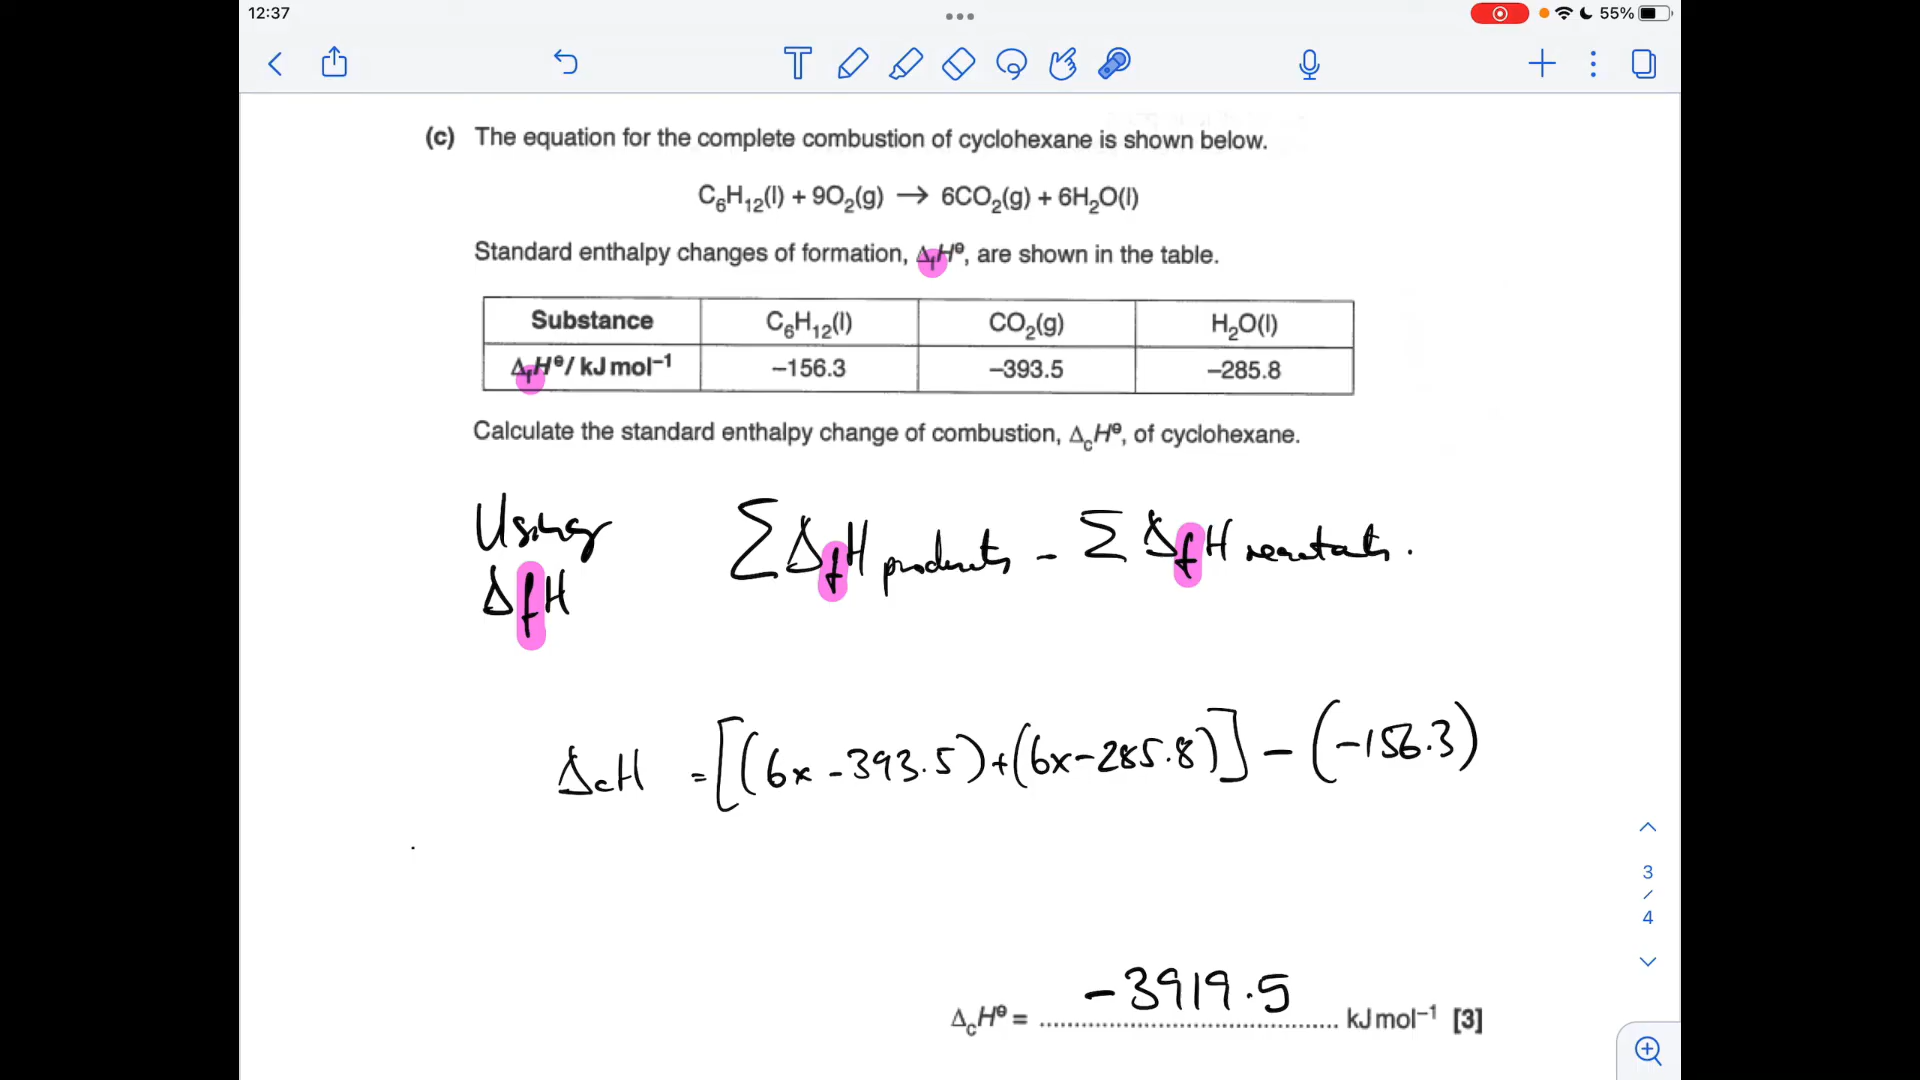 12:37
55%
T
(c) The equation for the complete combustion of cyclohexane is shown below.
C₆H₁₂(l) + 9O₂(g) → 6CO₂(g) + 6H₂O(l)
Standard enthalpy changes of formation, ΔfH⦵, are shown in the table.
Substance C₆H₁₂(l) CO₂(g) H₂O(l)
ΔfH⦵/ kJ mol⁻¹ –156.3 –393.5 –285.8
Calculate the standard enthalpy change of combustion, ΔcH⦵, of cyclohexane.
Using ΣΔfH products - ΣΔfH reactants.
ΔfH
ΔcH = [(6x-393.5)+(6x-285.8)] - (-156.3)
3
/
4
-3919.5
ΔcH⦵ = ........................................ kJ mol⁻¹ [3]